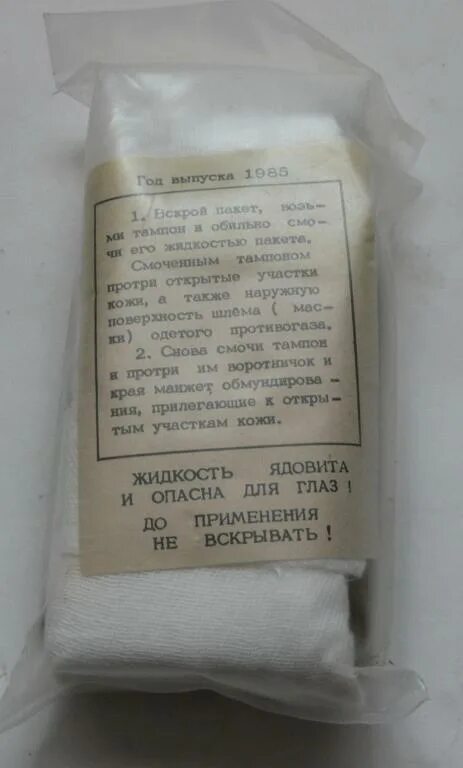 Год выпуска 1985
1. Вскрой пакет, возь-
ми тампон и обильно смо-
чи его жидкостью пакета.
Смоченным тампоном
протри открытые участки
кожи, а также наружную
поверхность шлема ( мас-
ки) одетого противогаза.
2. Снова смочи тампон
и протри им воротничок и
края манжет обмундирова-
ния, прилегающие к откры-
тым участкам кожи.
ЖИДКОСТЬ ЯДОВИТА
И ОПАСНА ДЛЯ ГЛАЗ !
ДО ПРИМЕНЕНИЯ
НЕ ВСКРЫВАТЬ !